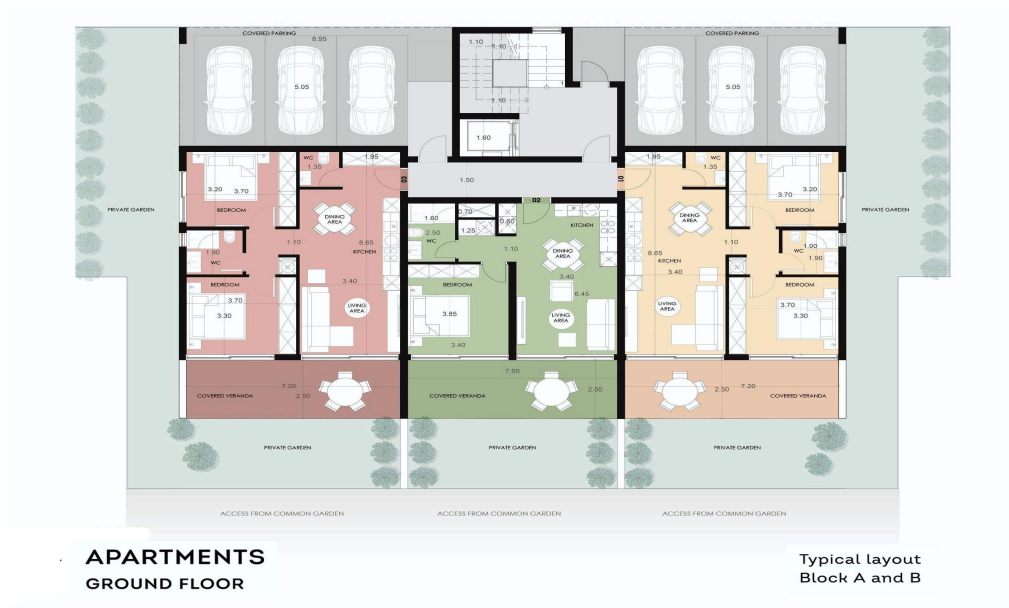 COVERED PARKING
8.95
5.05
1.10
1.10
1.10
1
1.60
COVERED PARKING
5.05
WC
1.35
1.95
03
1.50
01
1.95
WC
1.35
3.20
3.70
BEDROOM
DINING
AREA
1.10
8.65
KITCHEN
1.90
WC
BEDROOM
3.70
3.30
3.40
LIVING
AREA
02
1.60
0.70
0.60
2.50
1.25
WC
1.10
KITCHEN
DINING
AREA
3.40
6.45
BEDROOM
3.85
3.40
LIVING
AREA
DINING
AREA
8.65
KITCHEN
3.40
1.10
LIVING
AREA
3.20
3.70
BEDROOM
WC
1.90
1.90
BEDROOM
3.70
3.30
PRIVATE GARDEN
PRIVATE GARDEN
7.20
2.50
COVERED VERANDA
7.05
2.50
COVERED VERANDA
2.50
7.20
COVERED VERANDA
PRIVATE GARDEN
PRIVATE GARDEN
PRIVATE GARDEN
ACCESS FROM COMMON GARDEN
ACCESS FROM COMMON GARDEN
ACCESS FROM COMMON GARDEN
APARTMENTS
GROUND FLOOR
Typical layout
Block A and B